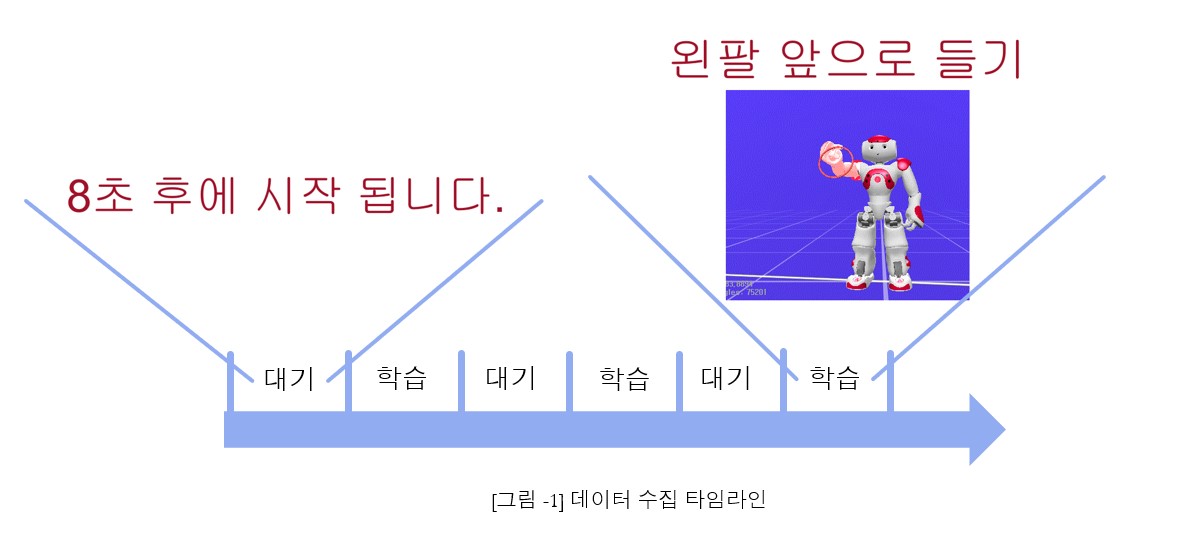 왼팔 앞으로 들기
8초 후에 시작 됩니다.
75201
대기 학습 대기 학습 대기 학습
[그림 -1] 데이터 수집 타임라인